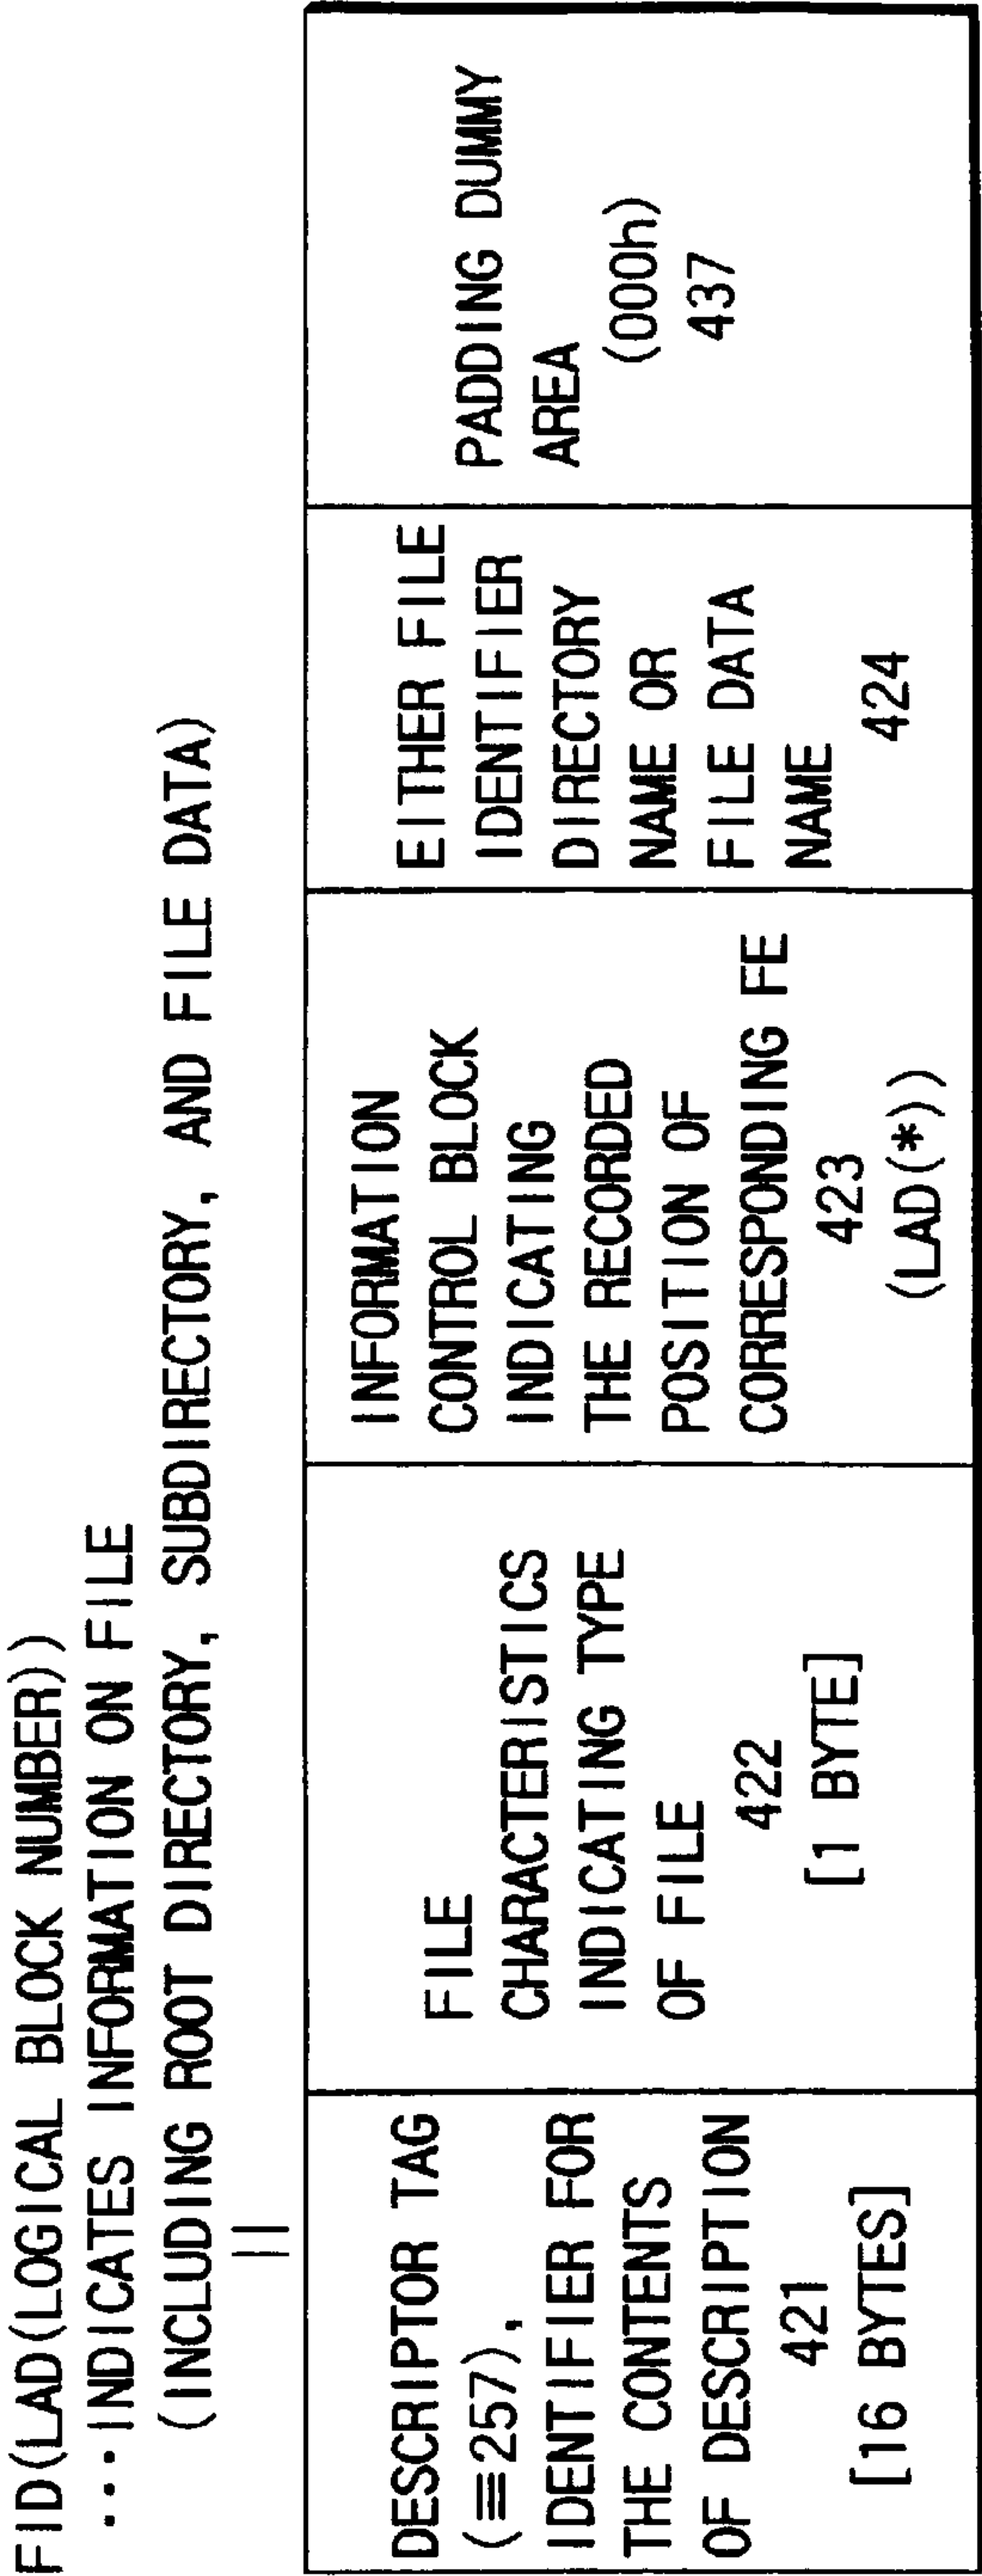 FID(LAD(LOGICAL BLOCK NUMBER))
···INDICATES INFORMATION ON FILE
(INCLUDING ROOT DIRECTORY, SUBDIRECTORY, AND FILE DATA)
||
DESCRIPTOR TAG
(≡257),
IDENTIFIER FOR
THE CONTENTS
OF DESCRIPTION
421
[16 BYTES]
FILE
CHARACTERISTICS
INDICATING TYPE
OF FILE
422
[1 BYTE]
INFORMATION
CONTROL BLOCK
INDICATING
THE RECORDED
POSITION OF
CORRESPONDING FE
423
(LAD(*))
EITHER FILE
IDENTIFIER
DIRECTORY
NAME OR
FILE DATA
NAME
424
PADDING DUMMY
AREA
(000h)
437